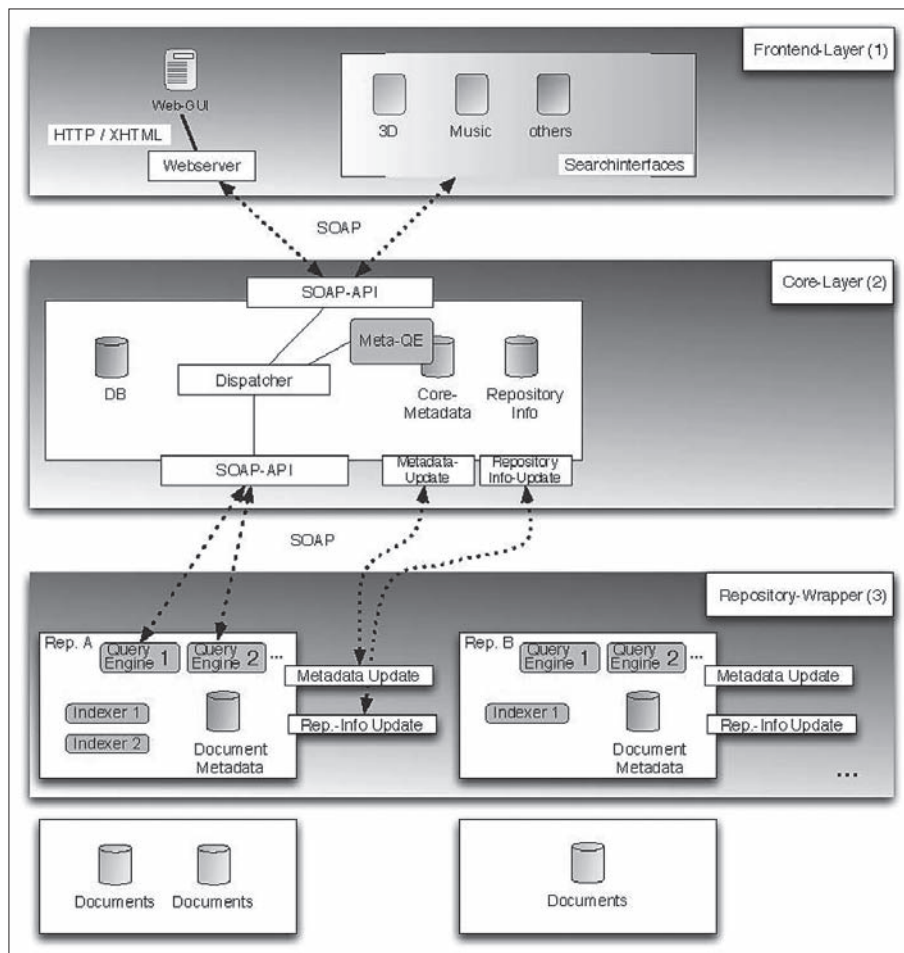 Frontend-Layer (1)
Web-GUI
HTTP / XHTML
Webserver
3D
Music
others
Searchinterfaces
SOAP
Core-Layer (2)
SOAP-API
Meta-QE
DB
Dispatcher
Core-
Metadata
Repository
Info
SOAP-API
Metadata-
Update
Repository
Info-Update
SOAP
Repository-Wrapper (3)
Rep. A
Query
Engine 1
Query
Engine 2
...
Metadata Update
Indexer 1
Indexer 2
Document
Metadata
Rep.-Info Update
Rep. B
Query
Engine 1
Query
Engine 2
...
Metadata Update
Indexer 1
Document
Metadata
Rep.-Info Update
...
Documents
Documents
Documents